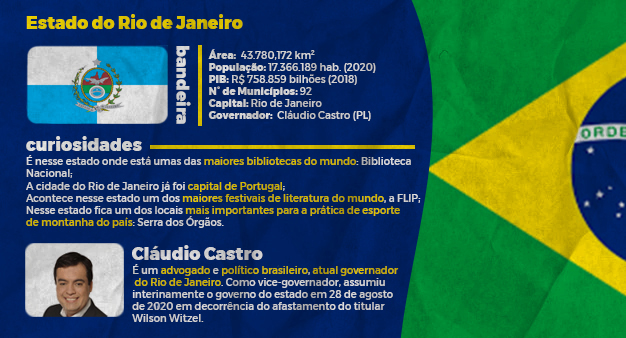 Estado do Rio de Janeiro
bandeira
Área: 43.780,172 km²
População: 17.366.189 hab. (2020)
PIB: R$ 758.859 bilhões (2018)
N° de Municípios: 92
Capital: Rio de Janeiro
Governador: Cláudio Castro (PL)
curiosidades
É nesse estado onde está umas das maiores bibliotecas do mundo: Biblioteca
Nacional;
A cidade do Rio de Janeiro já foi capital de Portugal;
Acontece nesse estado um dos maiores festivais de literatura do mundo, a FLIP;
Nesse estado fica um dos locais mais importantes para a prática de esporte
de montanha do país: Serra dos Órgãos.
Cláudio Castro
É um advogado e político brasileiro, atual governador
do Rio de Janeiro. Como vice-governador, assumiu
interinamente o governo do estado em 28 de agosto
de 2020 em decorrência do afastamento do titular
Wilson Witzel.
ORDE